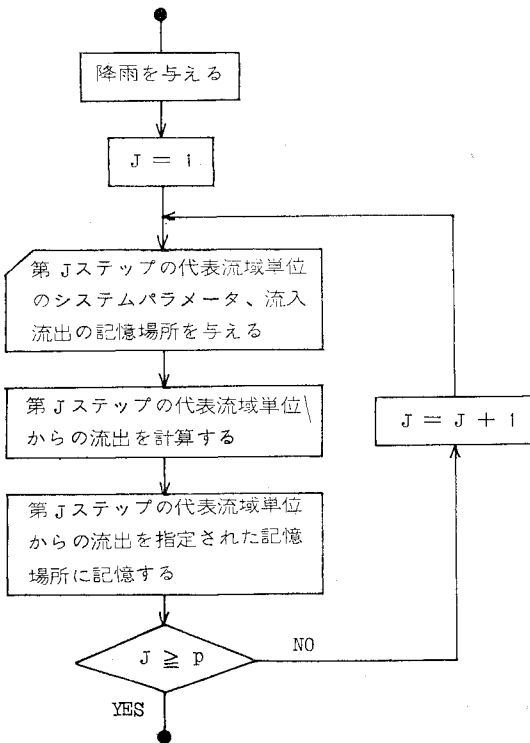 降雨を与える
J = 1
第Jステップの代表流域単位
のシステムパラメータ、流入
流出の記憶場所を与える
第Jステップの代表流域単位
からの流出を計算する
J = J + 1
第Jステップの代表流域単位
からの流出を指定された記憶
場所に記憶する
J ≧ p
NO
YES